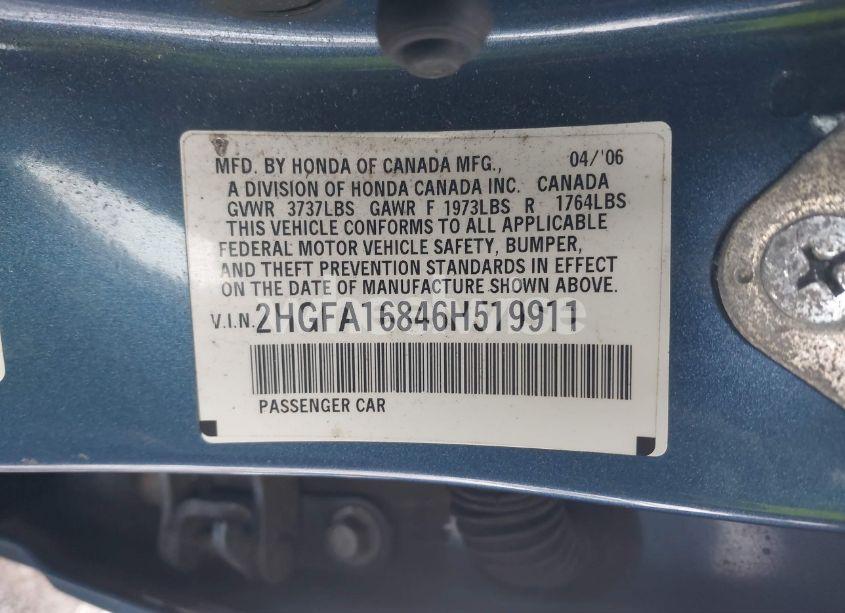 MFD. BY HONDA OF CANADA MFG., 04/'06
A DIVISION OF HONDA CANADA INC. CANADA
GVWR 3737LBS GAWR F 1973LBS R 1764LBS
THIS VEHICLE CONFORMS TO ALL APPLICABLE
FEDERAL MOTOR VEHICLE SAFETY, BUMPER,
AND THEFT PREVENTION STANDARDS IN EFFECT
ON THE DATE OF MANUFACTURE SHOWN ABOVE.
V.I.N. 2HGFA16846H519911
PASSENGER CAR